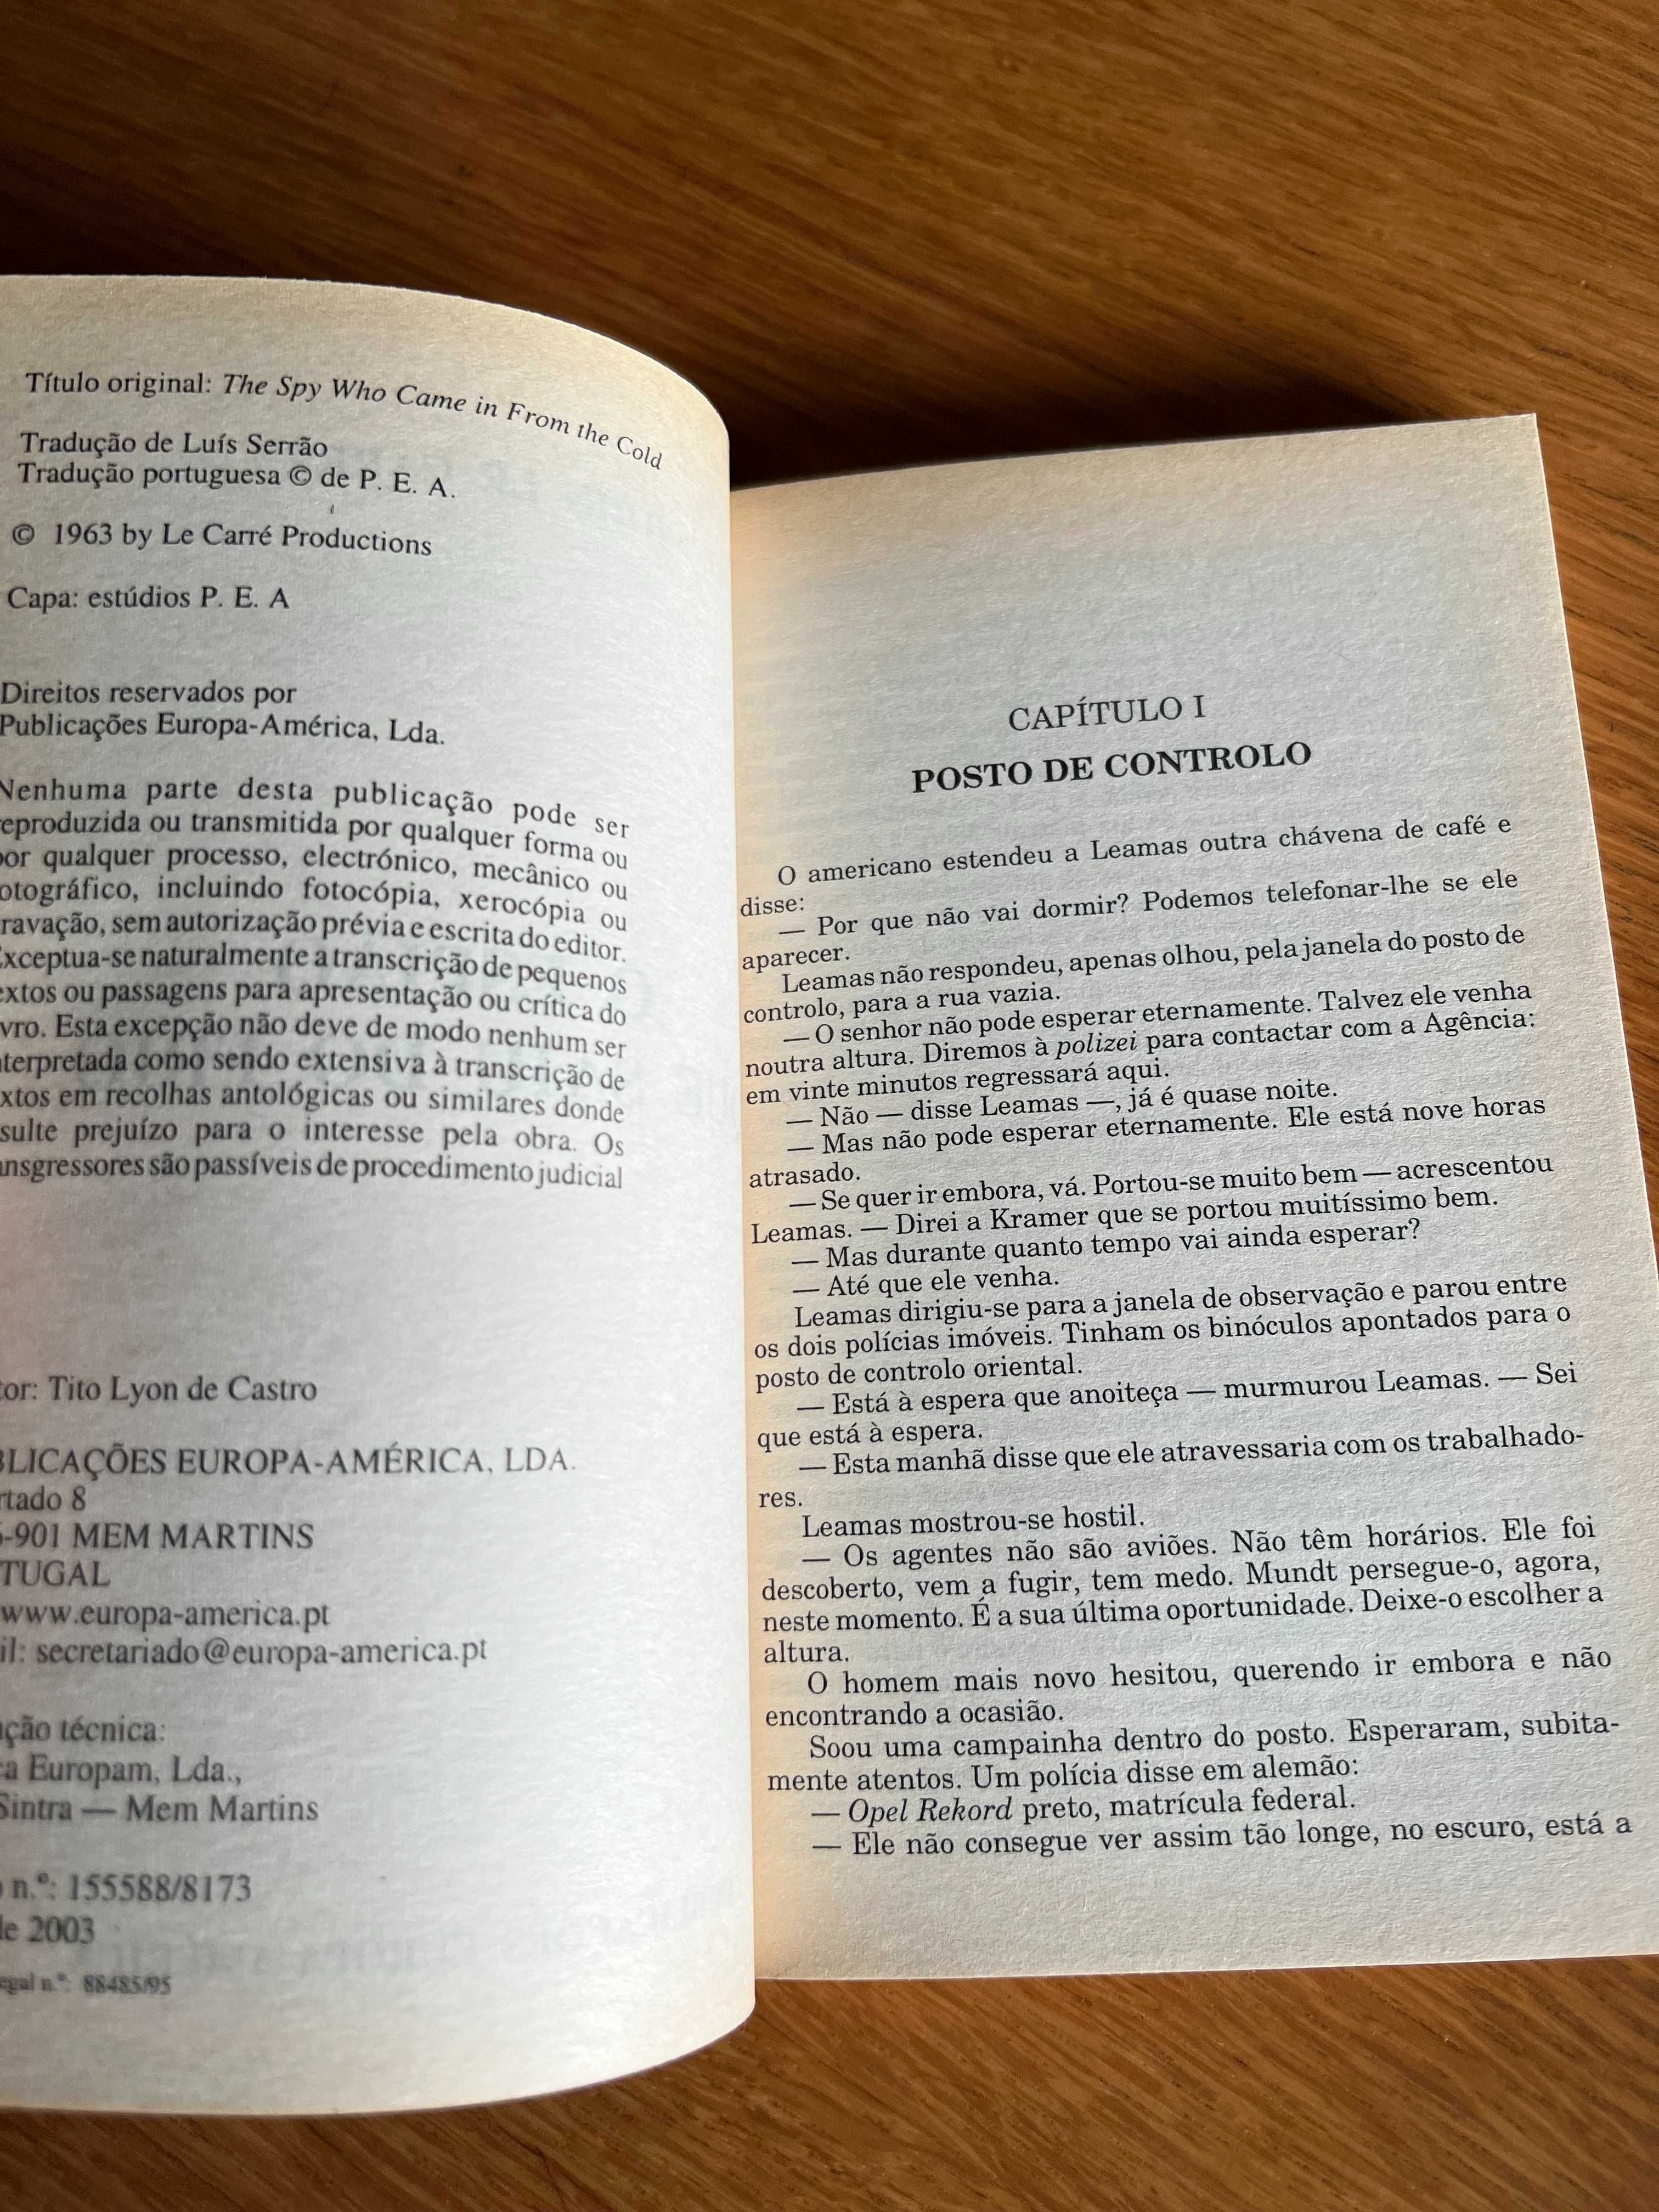 Título original: The Spy Who Came in From the Cold
Tradução de Luís Serrão
Tradução portuguesa © de P. E. A.
© 1963 by Le Carré Productions
Capa: estúdios P. E. A
Direitos reservados por
Publicações Europa-América, Lda.
Nenhuma parte desta publicação pode ser
eproduzida ou transmitida por qualquer forma ou
por qualquer processo, electrónico, mecânico ou
otográfico, incluindo fotocópia, xerocópia ou
ravação, sem autorização prévia e escrita do editor.
Exceptua-se naturalmente a transcrição de pequenos
extos ou passagens para apresentação ou crítica do
vro. Esta excepção não deve de modo nenhum ser
nterpretada como sendo extensiva à transcrição de
xtos em recolhas antológicas ou similares donde
sulte prejuízo para o interesse pela obra. Os
ansgressores são passíveis de procedimento judicial
tor: Tito Lyon de Castro
BLICAÇÕES EUROPA-AMÉRICA, LDA.
rtado 8
-901 MEM MARTINS
TUGAL
www.europa-america.pt
il: secretariado@europa-america.pt
ção técnica:
a Europam, Lda.,
Sintra — Mem Martins
n.º: 155588/8173
de 2003
egal n.º: 88485/95
CAPÍTULO I
POSTO DE CONTROLO
O americano estendeu a Leamas outra chávena de café e
disse:
— Por que não vai dormir? Podemos telefonar-lhe se ele
aparecer.
Leamas não respondeu, apenas olhou, pela janela do posto de
controlo, para a rua vazia.
— O senhor não pode esperar eternamente. Talvez ele venha
noutra altura. Diremos à polizei para contactar com a Agência:
em vinte minutos regressará aqui.
— Não — disse Leamas —, já é quase noite.
— Mas não pode esperar eternamente. Ele está nove horas
atrasado.
— Se quer ir embora, vá. Portou-se muito bem — acrescentou
Leamas. — Direi a Kramer que se portou muitíssimo bem.
— Mas durante quanto tempo vai ainda esperar?
— Até que ele venha.
Leamas dirigiu-se para a janela de observação e parou entre
os dois polícias imóveis. Tinham os binóculos apontados para o
posto de controlo oriental.
— Está à espera que anoiteça — murmurou Leamas. — Sei
que está à espera.
— Esta manhã disse que ele atravessaria com os trabalhado-
res.
Leamas mostrou-se hostil.
— Os agentes não são aviões. Não têm horários. Ele foi
descoberto, vem a fugir, tem medo. Mundt persegue-o, agora,
neste momento. É a sua última oportunidade. Deixe-o escolher a
altura.
O homem mais novo hesitou, querendo ir embora e não
encontrando a ocasião.
Soou uma campainha dentro do posto. Esperaram, subita-
mente atentos. Um polícia disse em alemão:
— Opel Rekord preto, matrícula federal.
— Ele não consegue ver assim tão longe, no escuro, está a